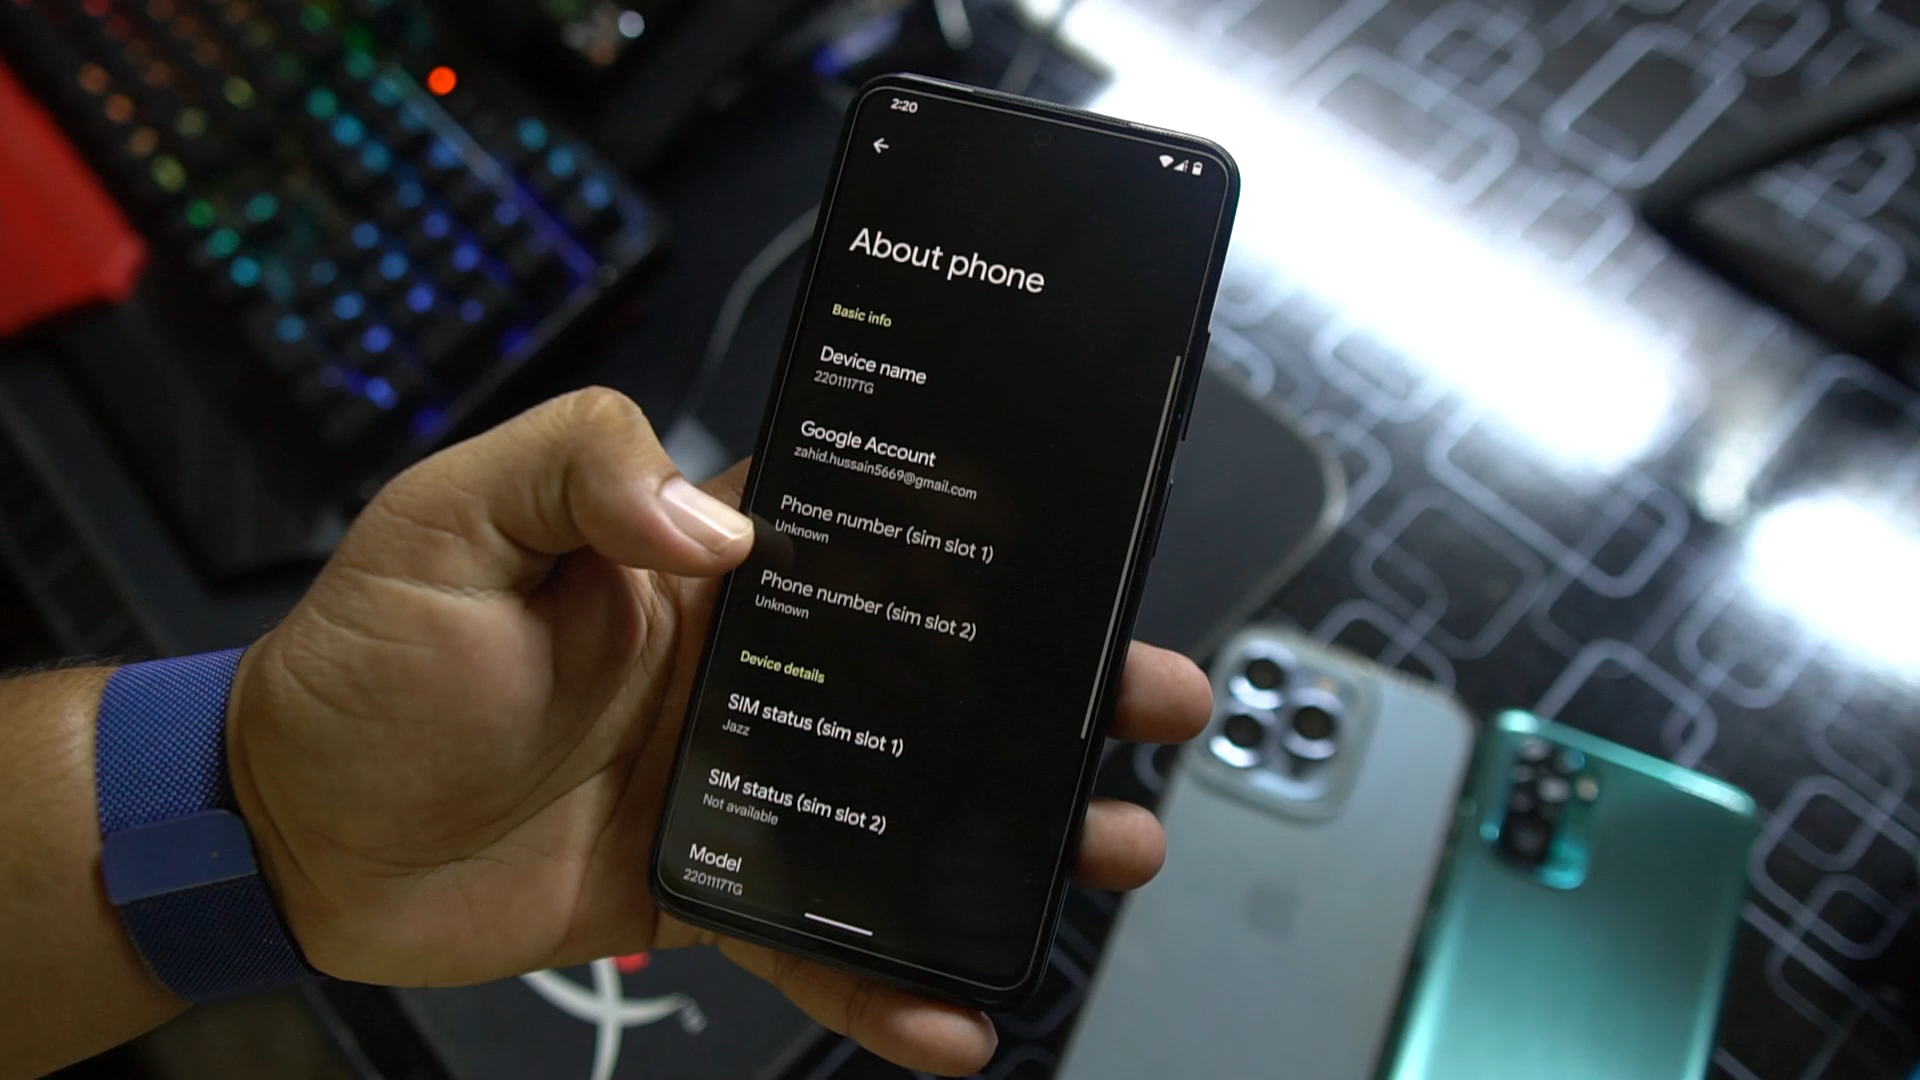 2:20
About phone
Basic info
Device name
2201117TG
Google Account
zahid.hussain5669@gmail.com
Phone number (sim slot 1)
Unknown
Phone number (sim slot 2)
Unknown
Device details
SIM status (sim slot 1)
Jazz
SIM status (sim slot 2)
Not available
Model
2201117TG